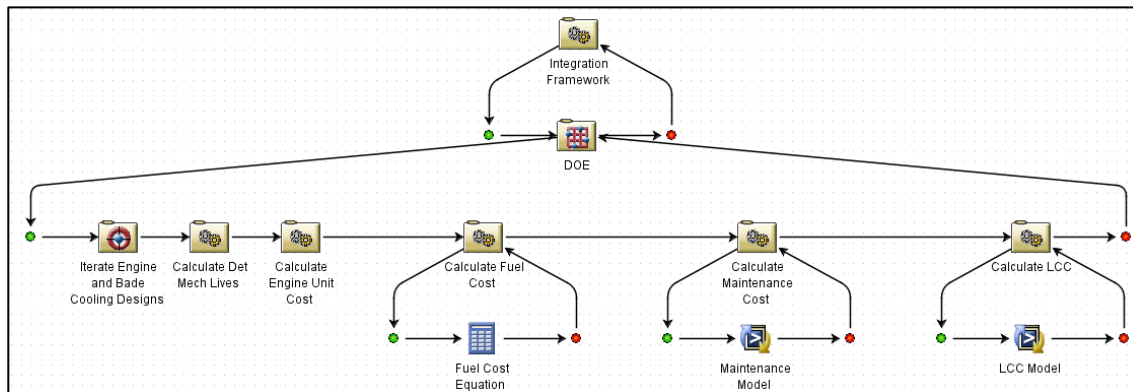 Integration
Framework
DOE
Iterate Engine
and Bade
Cooling Designs
Calculate Det
Mech Lives
Calculate
Engine Unit
Cost
Calculate Fuel
Cost
Calculate
Maintenance
Cost
Calculate LCC
Fuel Cost
Equation
Maintenance
Model
LCC Model